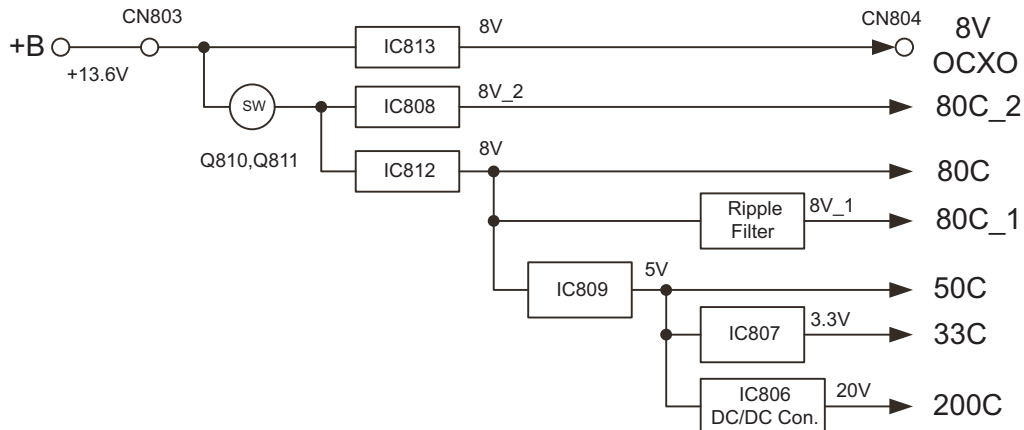 CN803
+B
+13.6V
IC813
8V
CN804
8V
OCXO
SW
Q810,Q811
IC808
8V_2
80C_2
IC812
8V
80C
Ripple
Filter
8V_1
80C_1
IC809
5V
50C
IC807
3.3V
33C
IC806
DC/DC Con.
20V
200C